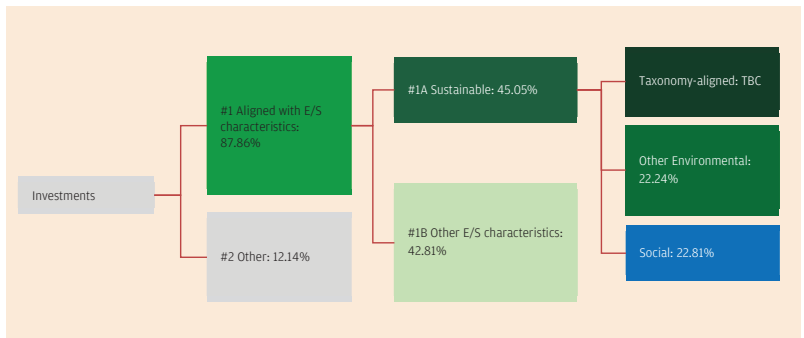 Investments
#1 Aligned with E/S
characteristics:
87.86%
#2 Other: 12.14%
#1A Sustainable: 45.05%
#1B Other E/S characteristics:
42.81%
Taxonomy-aligned: TBC
Other Environmental:
22.24%
Social: 22.81%